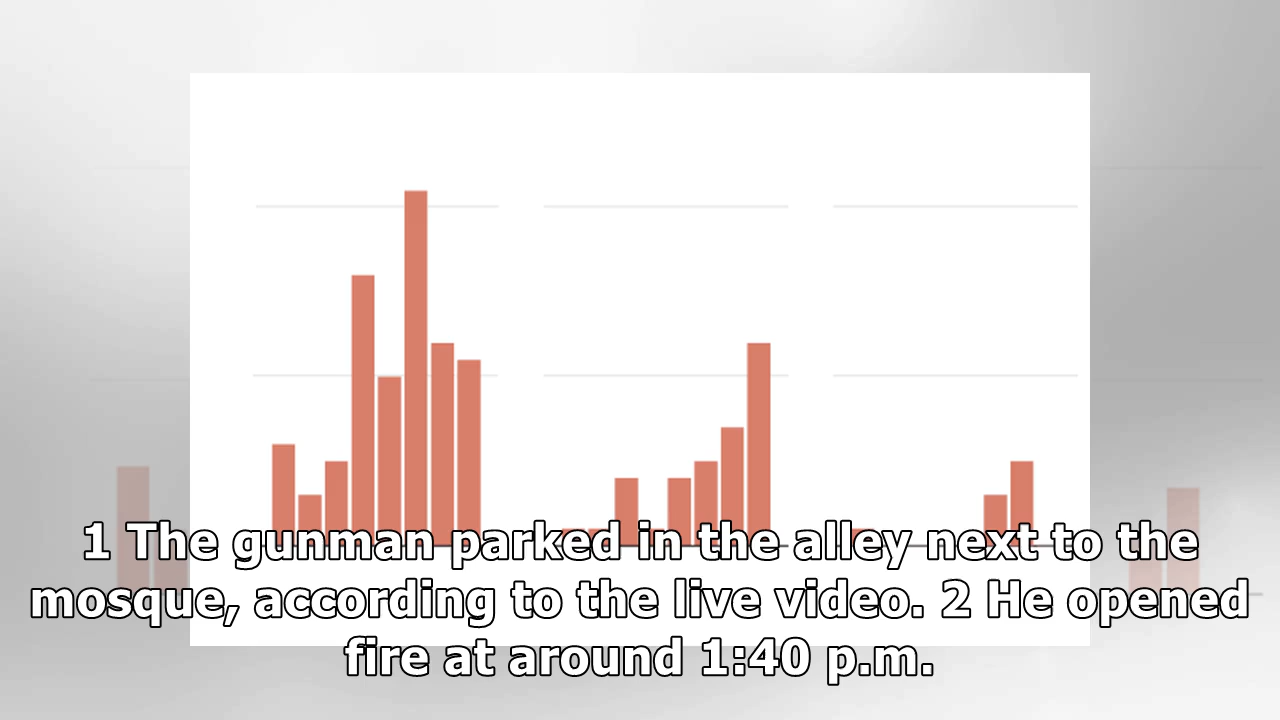 1 The gunman parked in the alley next to the
mosque, according to the live video. 2 He opened
fire at around 1:40 p.m.